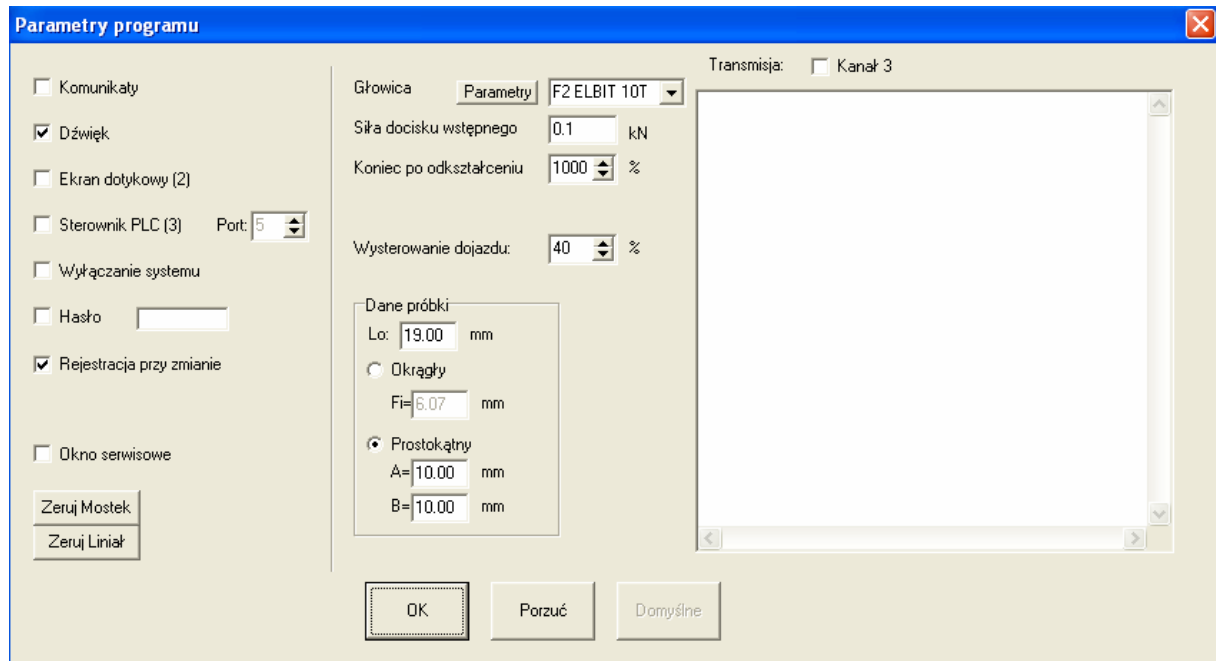 Parametry programu
Komunikaty
Dźwięk
Ekran dotykowy (2)
Sterownik PLC (3) Port: 5
Wyłączanie systemu
Hasło
Rejestracja przy zmianie
Okno serwisowe
Zeruj Mostek
Zeruj Liniał
Głowica Parametry F2 ELBIT 10T
Siła docisku wstępnego 0.1 kN
Koniec po odkształceniu 1000 %
Wysterowanie dojazdu: 40 %
Dane próbki
Lo: 19.00 mm
Okrągły
Fi= 6.07 mm
Prostokątny
A= 10.00 mm
B= 10.00 mm
Transmisja: Kanał 3
OK Porzuć Domyślne